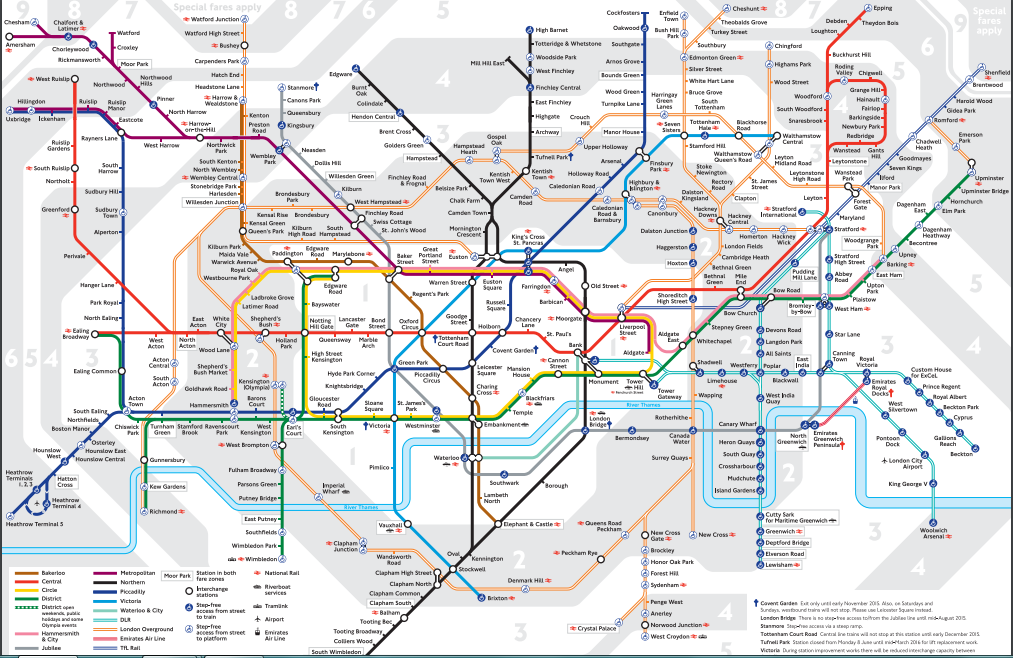 9
8
7
6
5
4
3
2
1
Special fares apply
8
7
Special
fares
apply
9
6
5
4
Chesham
Chalfont &
Latimer
Amersham
Chorleywood
Rickmansworth
Watford
Croxley
Moor Park
Northwood
Northwood
Hills
Pinner
North Harrow
Harrow-
on-the-Hill
West Harrow
Northwick
Park
Preston
Road
Wembley
Park
Watford Junction
Watford High Street
Bushey
Carpenders Park
Hatch End
Headstone Lane
Harrow &
Wealdstone
Kenton
South Kenton
North Wembley
Wembley Central
Stonebridge Park
Harlesden
Willesden Junction
Kensal Rise
Kensal Green
Queen's Park
Kilburn Park
Maida Vale
Warwick Avenue
Royal Oak
Westbourne Park
Ladbroke Grove
Latimer Road
West Ruislip
Hillingdon
Uxbridge
Ickenham
Ruislip
Ruislip
Manor
Eastcote
Rayners Lane
Ruislip
Gardens
South Ruislip
Northolt
Greenford
Perivale
Hanger Lane
South
Harrow
Sudbury Hill
Sudbury
Town
Alperton
Park Royal
North Ealing
Ealing
Broadway
Ealing Common
West
Acton
North
Acton
East
Acton
White
City
Acton
Central
South
Acton
Wood Lane
Shepherd's
Bush
Shepherd's
Bush Market
Goldhawk Road
Hammersmith
Holland
Park
Notting
Hill Gate
Kensington
(Olympia)
Barons
Court
Stanmore
Canons Park
Queensbury
Kingsbury
Neasden
Dollis Hill
Willesden Green
Kilburn
Brondesbury
Park
Brondesbury
West Hampstead
Finchley Road
Kilburn
High Road
South
Hampstead
Swiss Cottage
St. John's Wood
Edgware
Burnt
Oak
Colindale
Hendon Central
Brent Cross
Golders Green
Hampstead
Finchley Road
& Frognal
Belsize Park
Chalk Farm
Camden Town
Mornington
Crescent
Hampstead
Heath
Gospel
Oak
Kentish
Town West
Kentish
Town
Camden
Road
High Barnet
Totteridge & Whetstone
Woodside Park
Mill Hill East
West Finchley
Finchley Central
East Finchley
Highgate
Archway
Tufnell Park
Crouch
Hill
Upper Holloway
Cockfosters
Oakwood
Southgate
Arnos Grove
Bounds Green
Wood Green
Turnpike Lane
Harringay
Green
Lanes
Manor House
Arsenal
Finsbury
Park
Holloway Road
Caledonian Road
Highbury &
Islington
Caledonian
Road &
Barnsbury
Canonbury
Enfield
Town
Bush Hill
Park
Cheshunt
Theobalds Grove
Turkey Street
Southbury
Edmonton Green
Silver Street
White Hart Lane
Bruce Grove
Seven
Sisters
South
Tottenham
Tottenham
Hale
Blackhorse
Road
Stamford Hill
Stoke
Newington
Rectory
Road
Clapton
Chingford
Highams Park
Wood Street
Walthamstow
Central
Walthamstow
Queen's Road
St. James
Street
Leyton
Midland Road
Leytonstone
High Road
Wanstead
Park
Epping
Theydon Bois
Debden
Loughton
Buckhurst Hill
Roding
Valley
Chigwell
Grange Hill
Hainault
Fairlop
Barkingside
Newbury Park
Redbridge
Gants
Hill
Wanstead
Woodford
South Woodford
Snaresbrook
Leytonstone
Leyton
Shenfield
Brentwood
Harold Wood
Gidea Park
Romford
Emerson
Park
Chadwell
Heath
Goodmayes
Seven Kings
Ilford
Manor Park
Forest
Gate
Maryland
Stratford
Upminster
Upminster Bridge
Hornchurch
Elm Park
Dagenham
East
Dagenham
Heathway
Becontree
Upney
Barking
East Ham
Woodgrange
Park
Upton
Park
Plaistow
West Ham
Dalston
Kingsland
Dalston Junction
Haggerston
Hoxton
Shoreditch
High Street
Hackney
Downs
Hackney
Central
London Fields
Cambridge Heath
Bethnal Green
Homerton
Hackney
Wick
Stratford
International
Pudding
Mill Lane
Stratford
High Street
Abbey
Road
Bethnal
Green
Mile
End
Bow Road
Bow Church
Bromley-
by-Bow
Stepney Green
Whitechapel
Devons Road
Langdon Park
All Saints
Poplar
Blackwall
East
India
Star Lane
Canning
Town
Royal
Victoria
Custom House
for ExCeL
Prince Regent
Royal Albert
Beckton Park
Cyprus
Gallions
Reach
Beckton
Emirates
Royal
Docks
West
Silvertown
Pontoon
Dock
London City
Airport
King George V
Woolwich
Arsenal
North
Greenwich
Emirates
Greenwich
Peninsula
Paddington
Edgware
Road
Marylebone
Baker
Street
Great
Portland
Street
Euston
King's Cross
St. Pancras
Euston
Square
Warren Street
Regent's Park
Edgware
Road
Bayswater
Queensway
Lancaster
Gate
Marble
Arch
Bond
Street
Oxford
Circus
Goodge
Street
Tottenham
Court Road
Russell
Square
Holborn
Chancery
Lane
Covent Garden
Leicester
Square
Piccadilly
Circus
Green Park
Hyde Park Corner
Knightsbridge
High Street
Kensington
Gloucester
Road
South
Kensington
Sloane
Square
Victoria
St. James's
Park
Westminster
Charing
Cross
Embankment
Temple
Blackfriars
Mansion
House
Cannon
Street
St. Paul's
Bank
Monument
Angel
Old Street
Farringdon
Barbican
Moorgate
Liverpool
Street
Aldgate
Aldgate
East
Tower
Hill
Fenchurch Street
Tower
Gateway
Shadwell
Limehouse
Westferry
Wapping
Rotherhithe
Canada
Water
Surrey Quays
Bermondsey
London
Bridge
Southwark
Waterloo
Lambeth
North
Borough
Elephant & Castle
Kennington
Oval
Stockwell
Brixton
Pimlico
Vauxhall
River Thames
River Thames
South Ealing
Northfields
Boston Manor
Osterley
Hounslow East
Hounslow Central
Hounslow
West
Hatton
Cross
Heathrow
Terminals
1, 2, 3
Heathrow
Terminal 4
Heathrow Terminal 5
Acton
Town
Chiswick
Park
Turnham
Green
Stamford
Brook
Ravenscourt
Park
West
Kensington
Earl's
Court
Gunnersbury
Kew Gardens
Richmond
West Brompton
Fulham Broadway
Parsons Green
Putney Bridge
East Putney
Southfields
Wimbledon Park
Wimbledon
Imperial
Wharf
Clapham
Junction
Wandsworth
Road
Clapham High Street
Clapham North
Clapham Common
Clapham South
Balham
Tooting Bec
Tooting Broadway
Colliers Wood
South Wimbledon
Denmark Hill
Peckham Rye
Queens Road
Peckham
New Cross
Gate
New Cross
Brockley
Honor Oak Park
Forest Hill
Sydenham
Penge West
Anerley
Norwood Junction
West Croydon
Crystal Palace
West India
Quay
Canary Wharf
Heron Quays
South Quay
Crossharbour
Mudchute
Island Gardens
Cutty Sark
for Maritime Greenwich
Greenwich
Deptford Bridge
Elverson Road
Lewisham
Bakerloo
Central
Circle
District
District open
weekends, public
holidays and some
Olympia events
Hammersmith
& City
Jubilee
Metropolitan
Northern
Piccadilly
Victoria
Waterloo & City
DLR
London Overground
Emirates Air Line
TfL Rail
Moor Park
Station in both
fare zones
Interchange
stations
Step-free
access from street
to train
Step-free
access from street
to platform
National Rail
Riverboat
services
Tramlink
Airport
Emirates
Air Line
Covent Garden Exit only until early November 2015. Also, on Saturdays and
Sundays, westbound trains will not stop. Please use Leicester Square instead.
London Bridge There is no step-free access to/from the Jubilee line until mid-August 2015.
Stanmore Step-free access via a steep ramp.
Tottenham Court Road Central line trains will not stop at this station until early December 2015.
Tufnell Park Station closed from Monday 8 June until mid-March 2016 for lift replacement work.
Victoria During station improvement works there will be reduced interchange capacity between